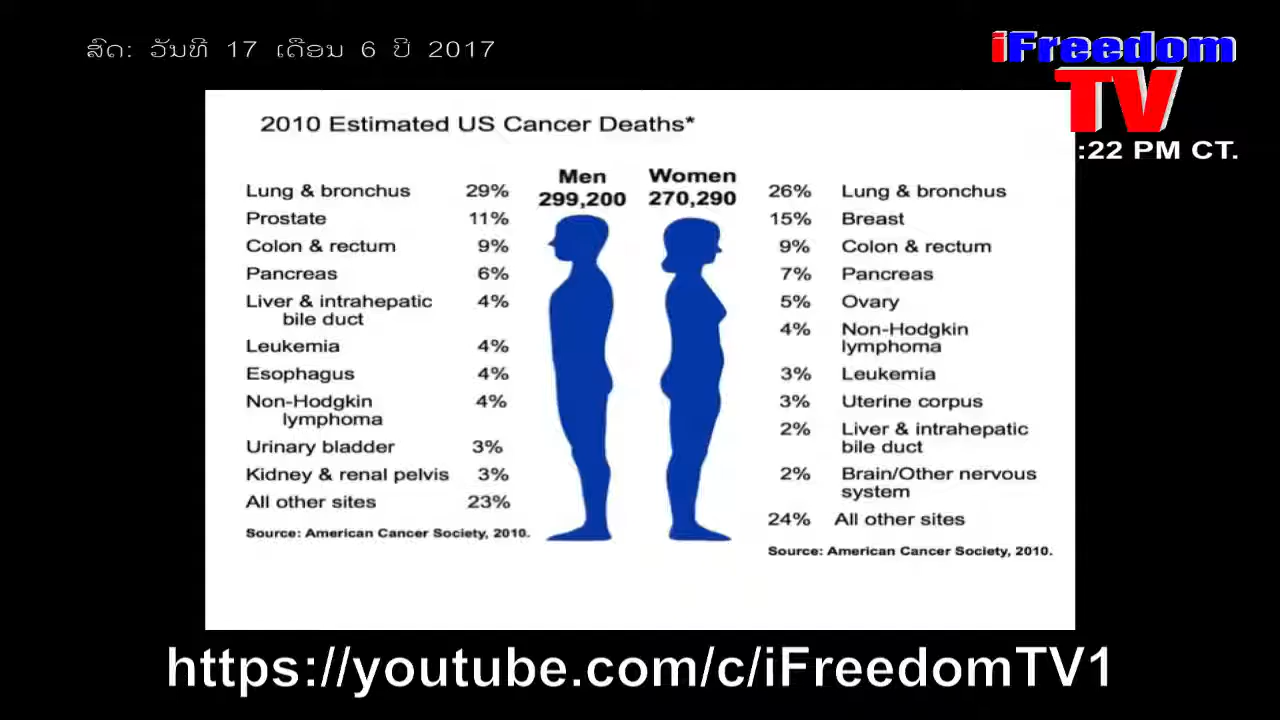 ສົດ: ວັນທີ 17 ເດືອນ 6 ປີ 2017
iFreedom
TV
:22 PM CT.
2010 Estimated US Cancer Deaths*
Men
299,200
Women
270,290
Lung & bronchus 29%
Prostate 11%
Colon & rectum 9%
Pancreas 6%
Liver & intrahepatic 4%
bile duct
Leukemia 4%
Esophagus 4%
Non-Hodgkin 4%
lymphoma
Urinary bladder 3%
Kidney & renal pelvis 3%
All other sites 23%
Source: American Cancer Society, 2010.
26% Lung & bronchus
15% Breast
9% Colon & rectum
7% Pancreas
5% Ovary
4% Non-Hodgkin
lymphoma
3% Leukemia
3% Uterine corpus
2% Liver & intrahepatic
bile duct
2% Brain/Other nervous
system
24% All other sites
Source: American Cancer Society, 2010.
https://youtube.com/c/iFreedomTV1